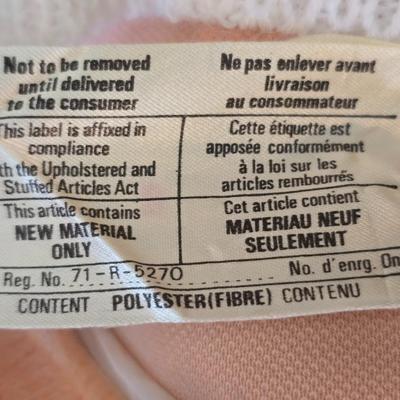 Not to be removed
until delivered
to the consumer
Ne pas enlever avant
livraison
au consommateur
This label is affixed in
compliance
the Upholstered and
Stuffed Articles Act
Cette étiquette est
apposée conformément
à la loi sur les
articles rembourrés
This article contains
NEW MATERIAL
ONLY
Cet article contient
MATERIAU NEUF
SEULEMENT
Reg. No. 71-R-5270 No. d'enrg. On
CONTENT POLYESTER(FIBRE) CONTENU